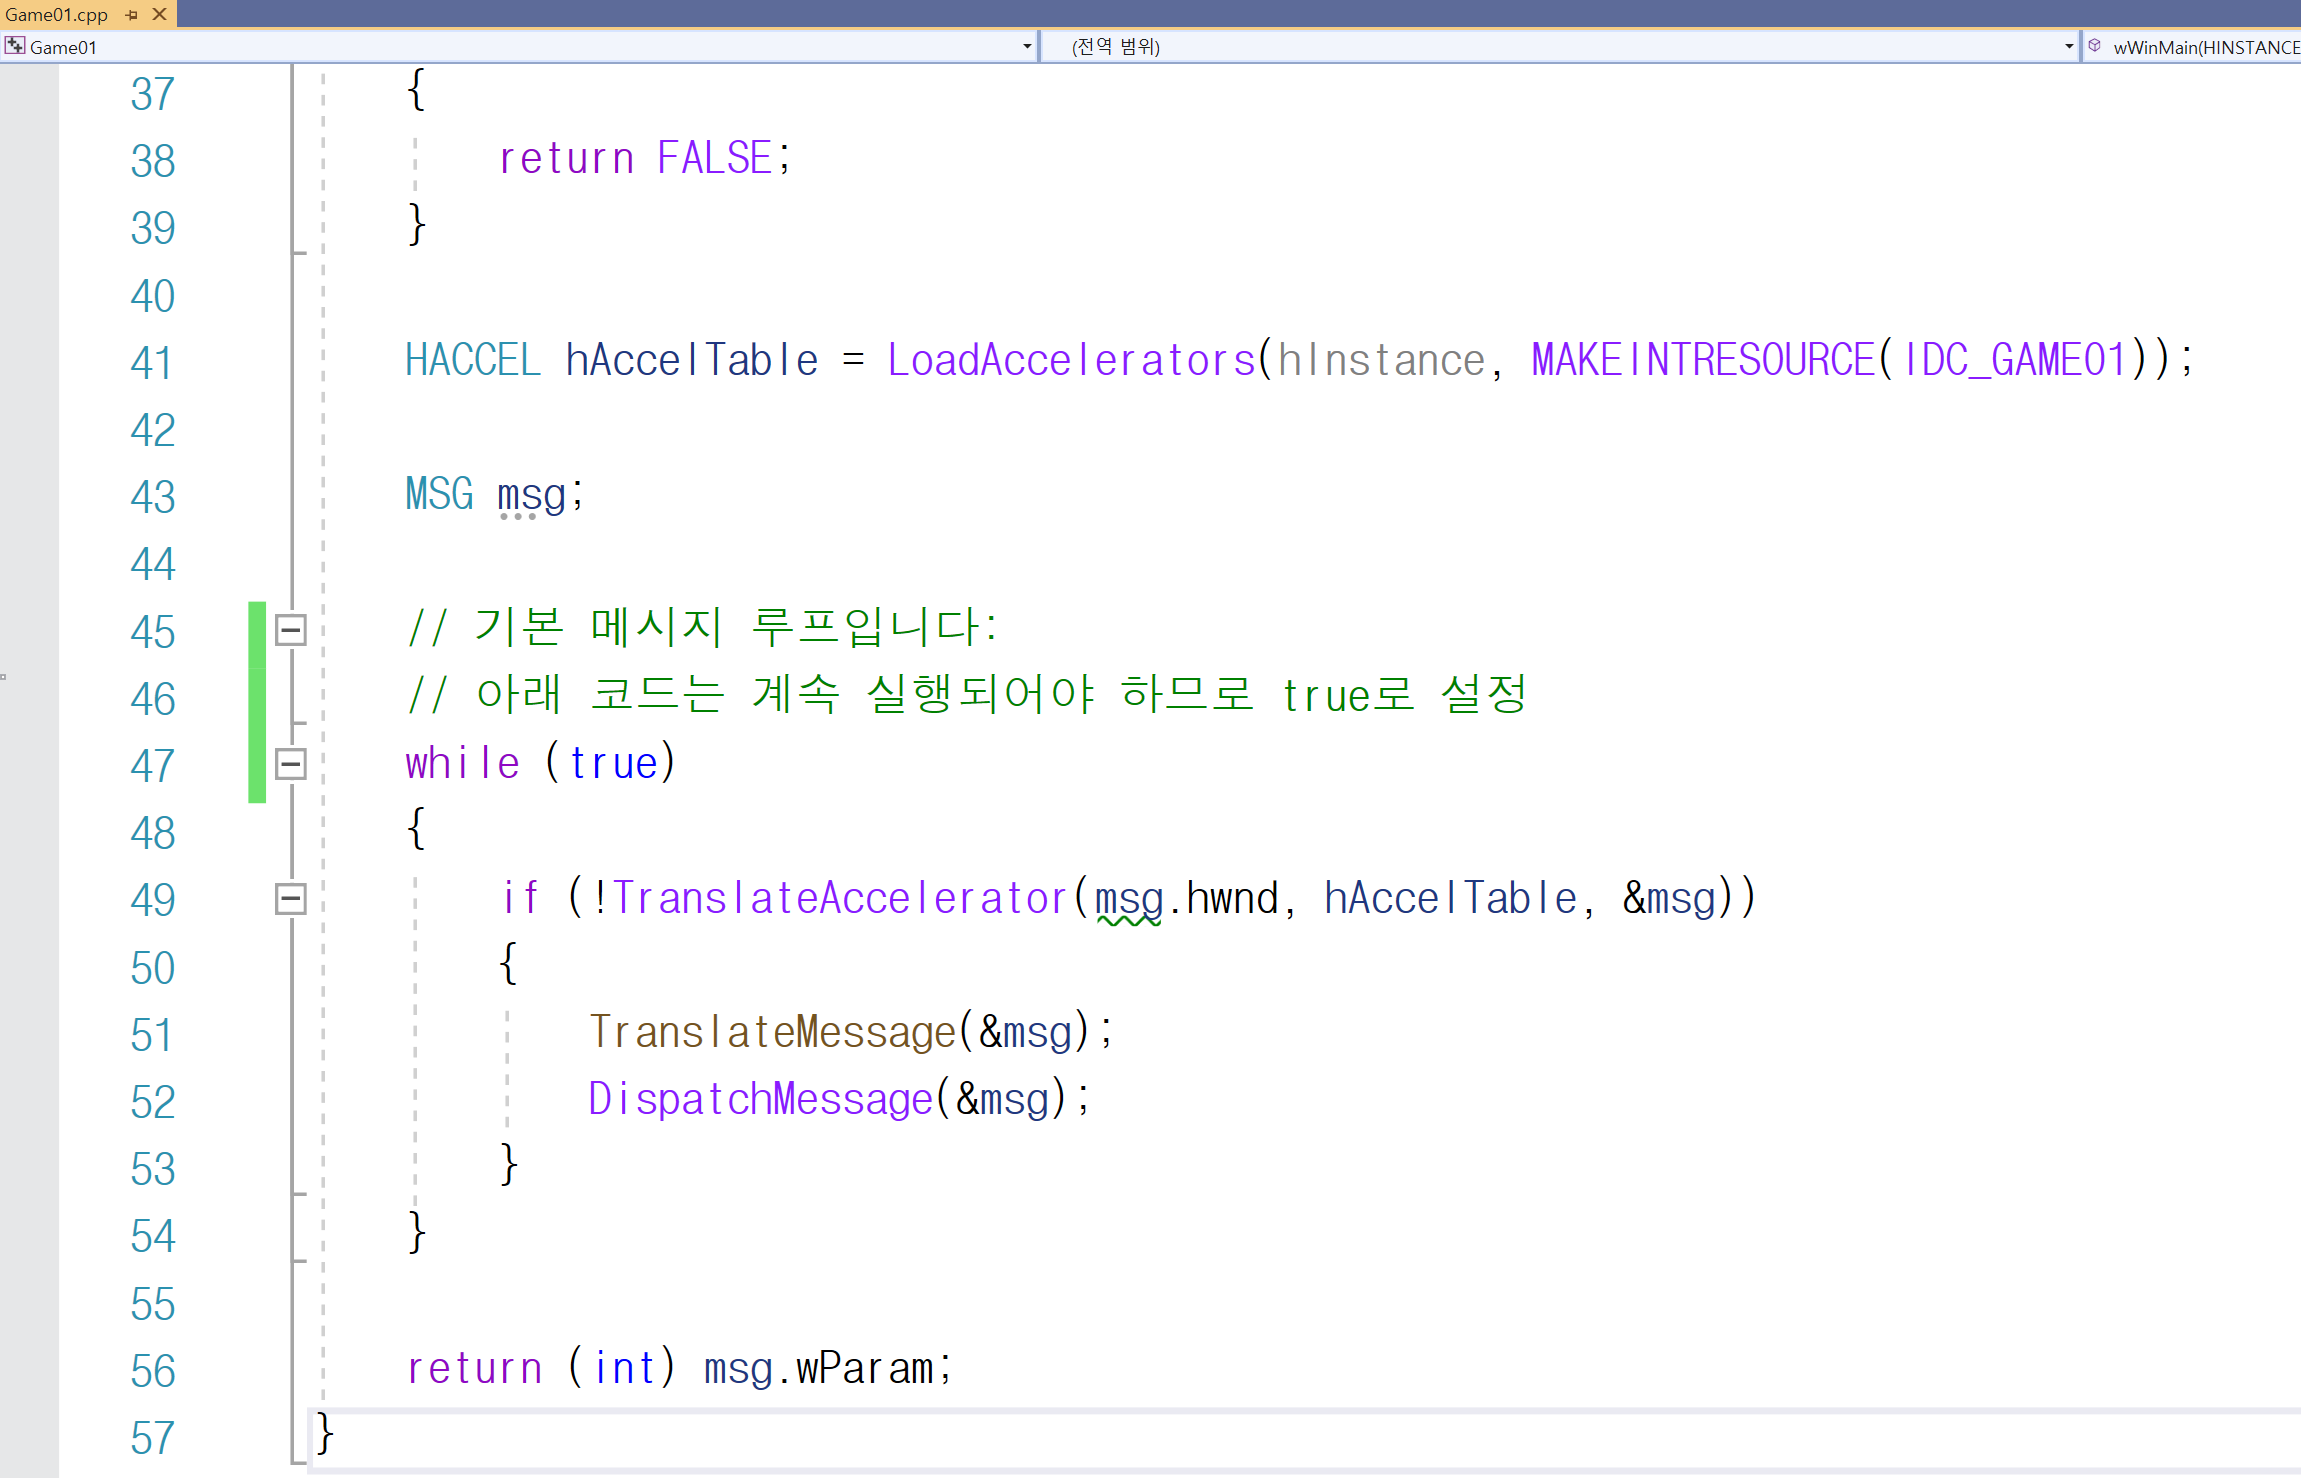 Game01.cpp
Game01
(전역 범위)
wWinMain(HINSTANCE
37 {
38 return FALSE;
39 }
40
41 HACCEL hAccelTable = LoadAccelerators(hInstance, MAKEINTRESOURCE(IDC_GAME01));
42
43 MSG msg;
44
45 // 기본 메시지 루프입니다:
46 // 아래 코드는 계속 실행되어야 하므로 true로 설정
47 while (true)
48 {
49 if (!TranslateAccelerator(msg.hwnd, hAccelTable, &msg))
50 {
51 TranslateMessage(&msg);
52 DispatchMessage(&msg);
53 }
54 }
55
56 return (int) msg.wParam;
57 }